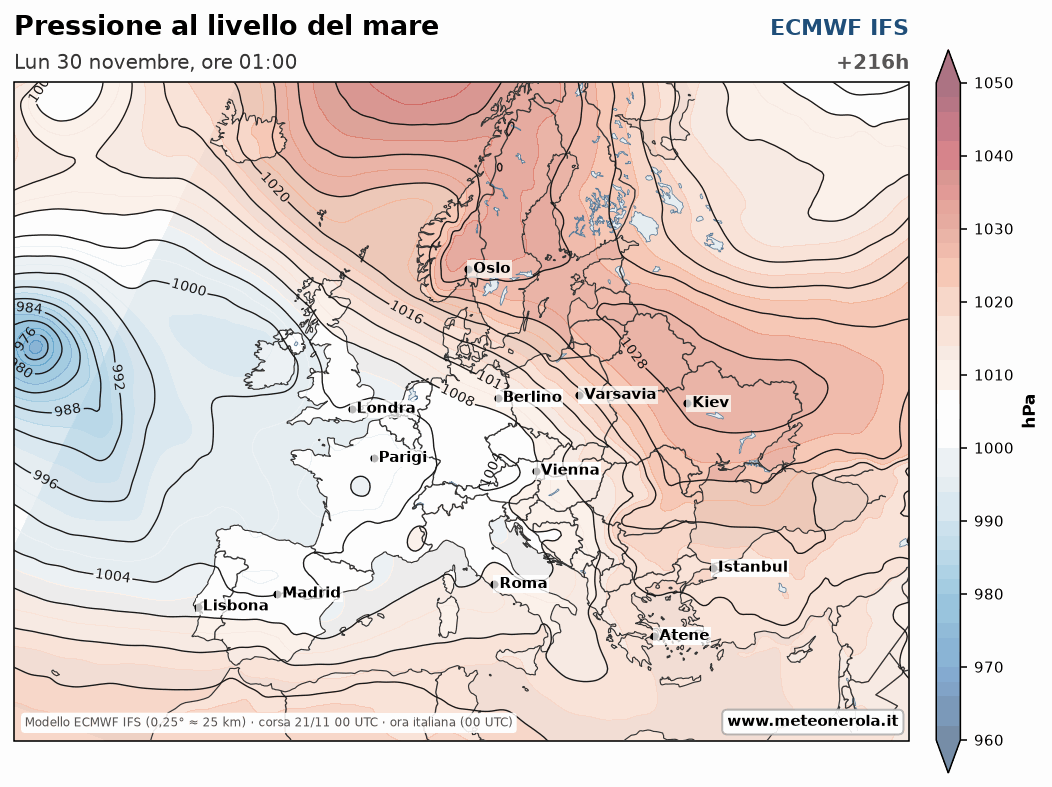 Pressione al livello del mare
ECMWF IFS
Lun 30 novembre, ore 01:00
+216h
1050
1040
1030
1020
1010
1000
990
980
970
960
hPa
1020
1000
1016
984
976
980
992
988
996
1004
1028
1008
Oslo
Berlino
Varsavia
Kiev
Londra
Parigi
Vienna
Istanbul
Roma
Madrid
Lisbona
Atene
Modello ECMWF IFS (0,25° ≈ 25 km) · corsa 21/11 00 UTC · ora italiana (00 UTC)
www.meteonerola.it